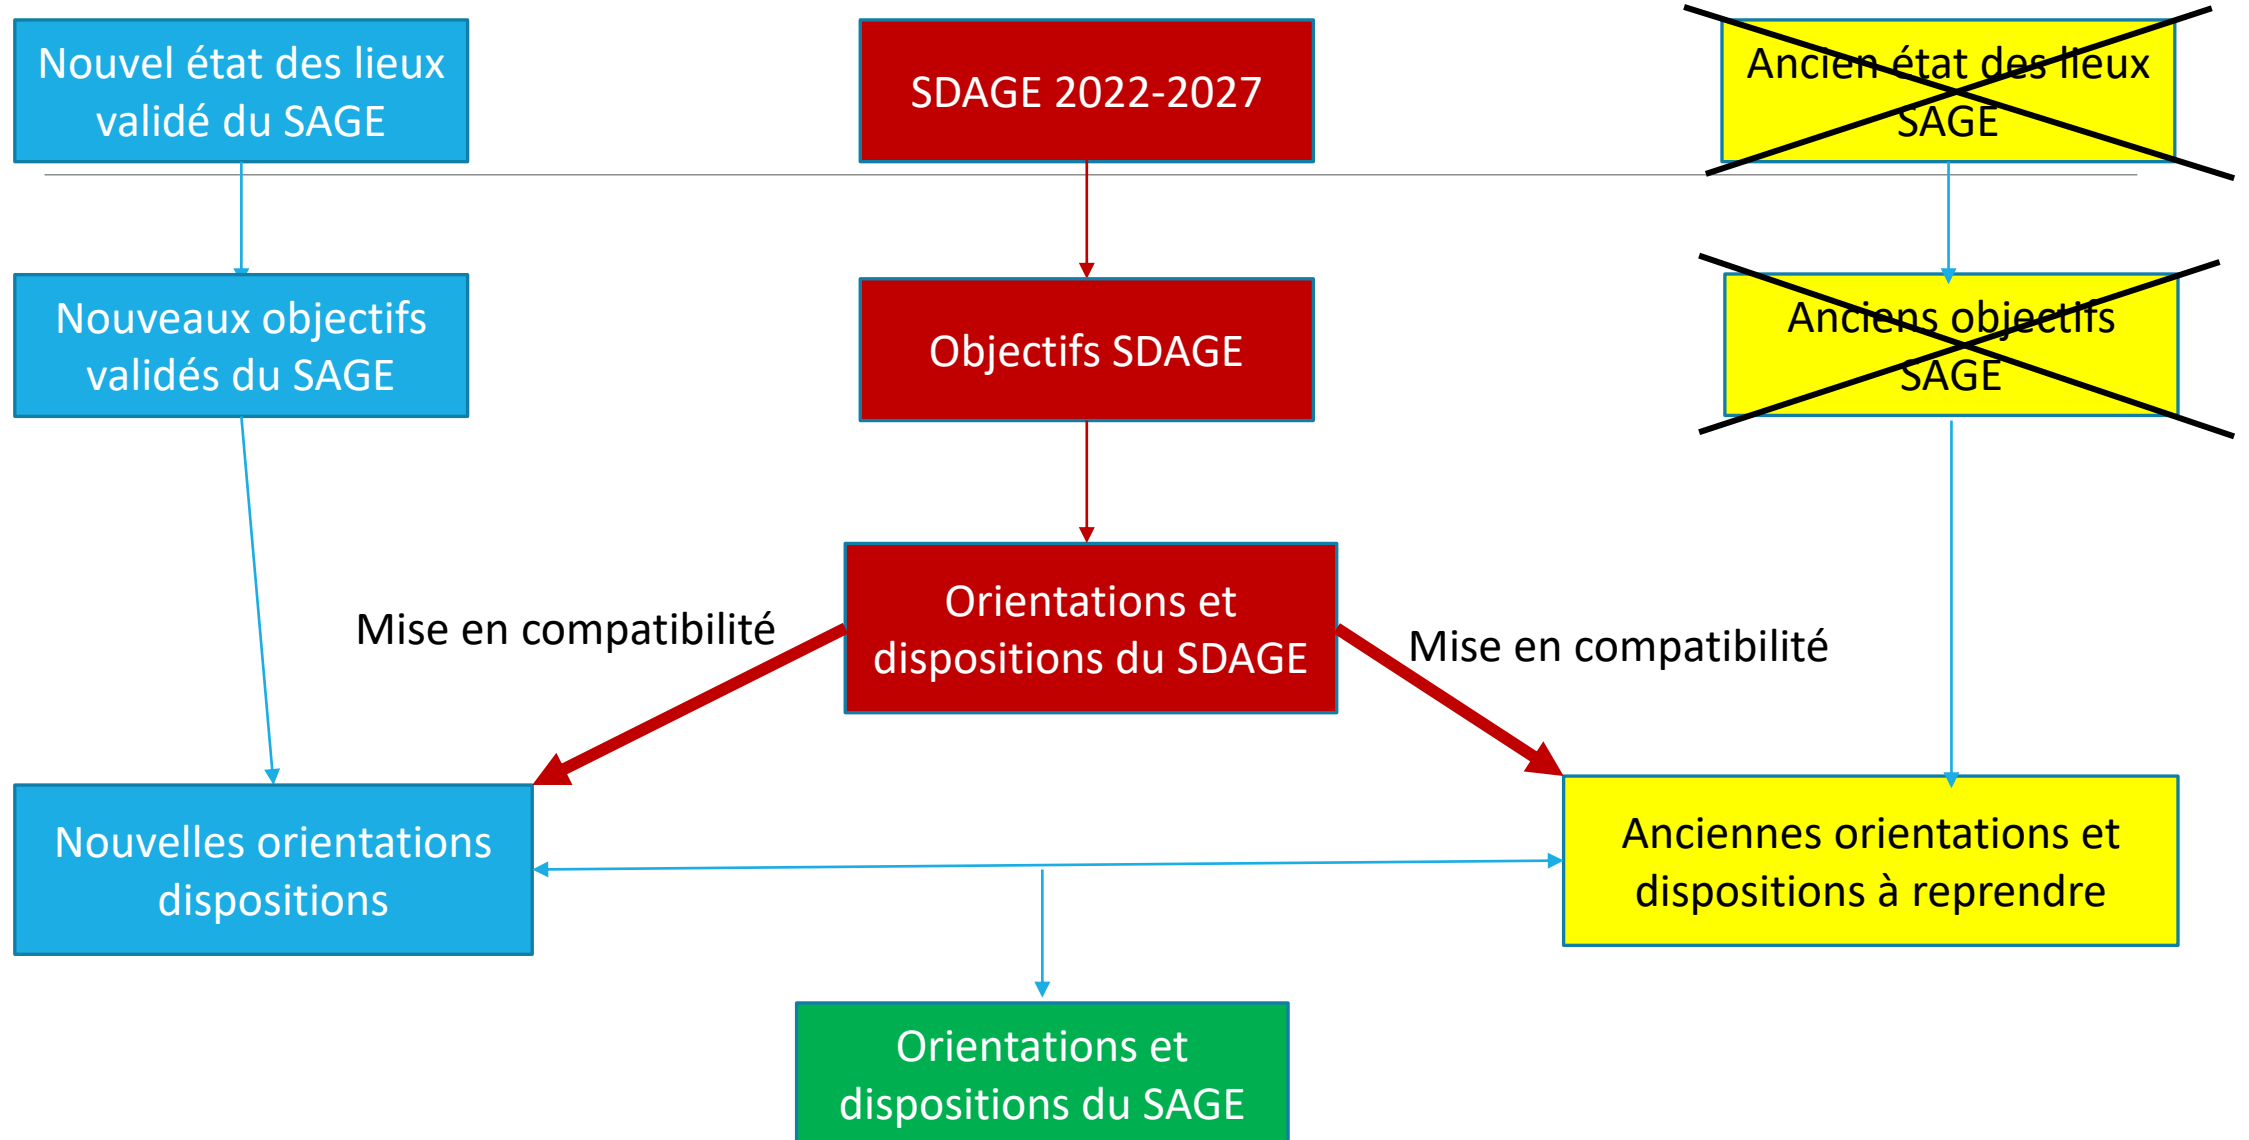 Nouvel état des lieux
validé du SAGE
SDAGE 2022-2027
Ancien état des lieux
SAGE
Nouveaux objectifs
validés du SAGE
Objectifs SDAGE
Anciens objectifs
SAGE
Mise en compatibilité
Orientations et
dispositions du SDAGE
Mise en compatibilité
Nouvelles orientations
dispositions
Anciennes orientations et
dispositions à reprendre
Orientations et
dispositions du SAGE